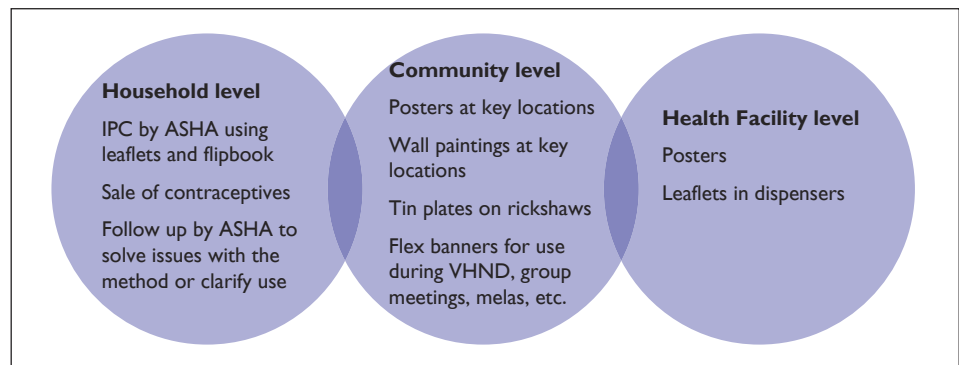 Household level
IPC by ASHA using
leaflets and flipbook
Sale of contraceptives
Follow up by ASHA to
solve issues with the
method or clarify use
Community level
Posters at key locations
Wall paintings at key
locations
Tin plates on rickshaws
Flex banners for use
during VHND, group
meetings, melas, etc.
Health Facility level
Posters
Leaflets in dispensers